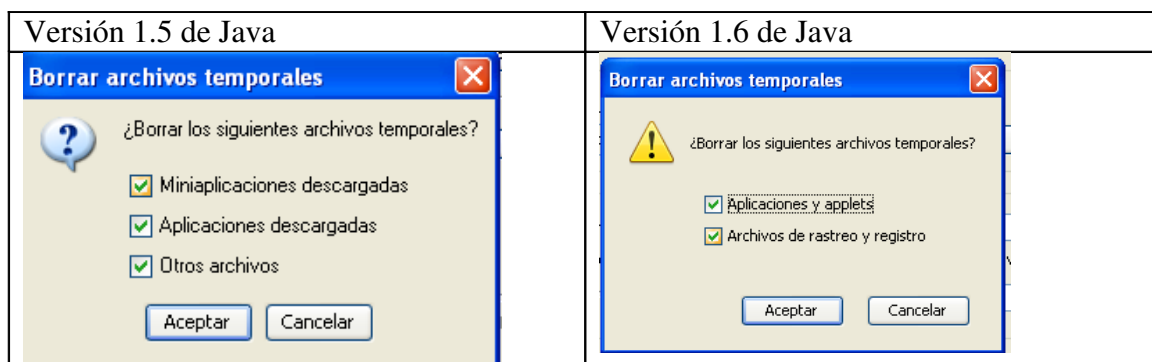 Versión 1.5 de Java
Borrar archivos temporales
¿Borrar los siguientes archivos temporales?
Miniaplicaciones descargadas
Aplicaciones descargadas
Otros archivos
Aceptar Cancelar
Versión 1.6 de Java
Borrar archivos temporales
¿Borrar los siguientes archivos temporales?
Aplicaciones y applets
Archivos de rastreo y registro
Aceptar Cancelar